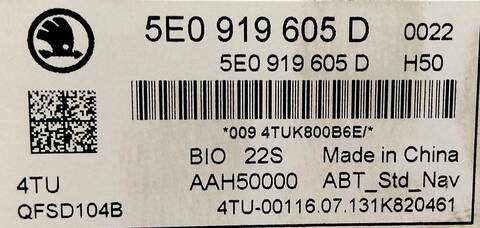 5E0 919 605 D 0022
5E0 919 605 D H50
*009 4TUK800B6E/*
BIO 22S Made in China
4TU AAH50000 ABT_Std_Nav
QFSD104B 4TU-00116.07.131K820461